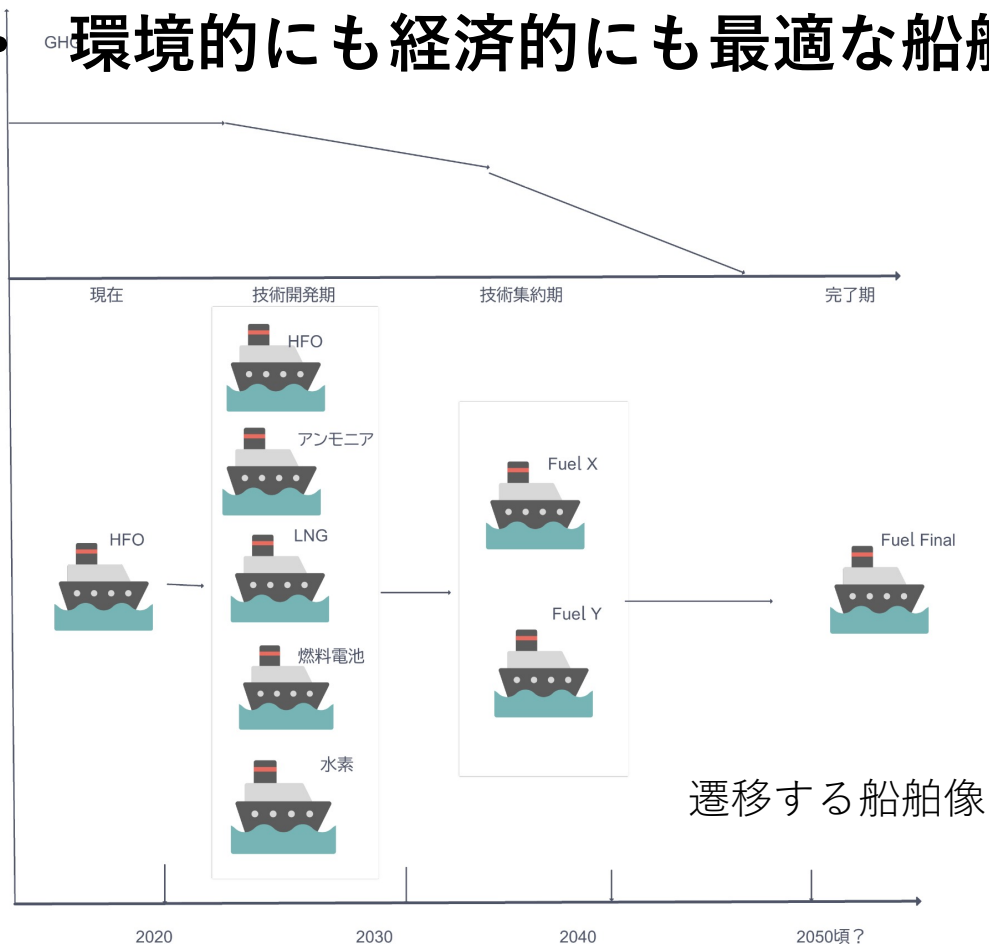 GHG
・ 環境的にも経済的にも最適な船舶
現在
技術開発期
技術集約期
完了期
HFO
アンモニア
Fuel X
HFO
LNG
Fuel Final
Fuel Y
燃料電池
水素
遷移する船舶像
2020
2030
2040
2050頃？